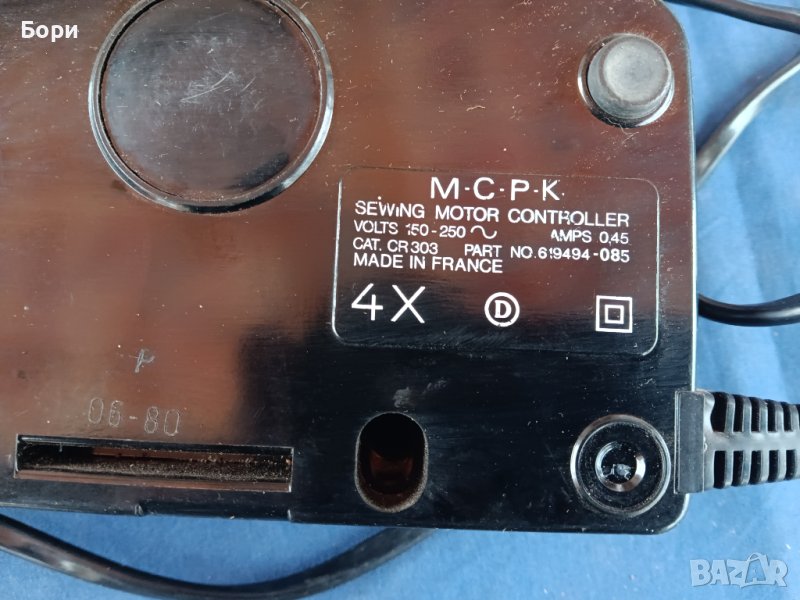 Бори
M·C·P·K·
SEWING MOTOR CONTROLLER
VOLTS 150-250 ~ AMPS 0,45
CAT. CR303 PART NO. 619494-085
MADE IN FRANCE
4X D
06-80
BAZAR